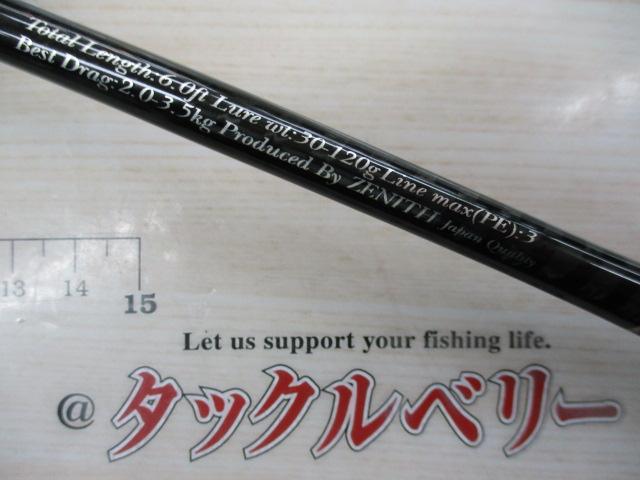 Total Length:6.0ft Lure wt:30-120g Line max(PE):3
Best Drag:2.0-3.5kg Produced By ZENITH Japan Quality
13 14 15
Let us support your fishing life.
@タックルベリー